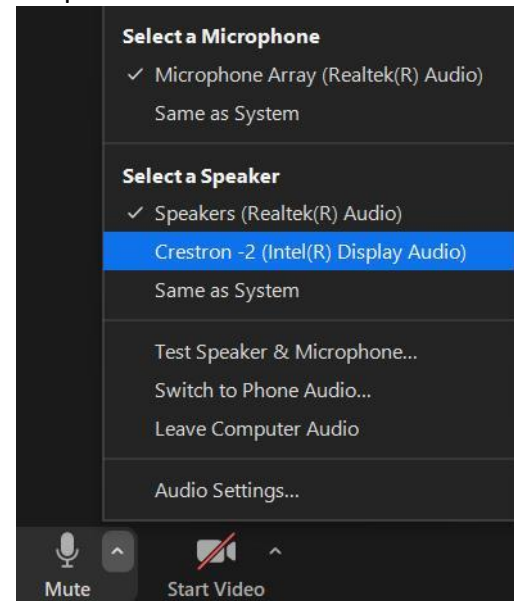 Select a Microphone
✓ Microphone Array (Realtek(R) Audio)
Same as System
Select a Speaker
✓ Speakers (Realtek(R) Audio)
Crestron -2 (Intel(R) Display Audio)
Same as System
Test Speaker & Microphone...
Switch to Phone Audio...
Leave Computer Audio
Audio Settings...
Mute
Start Video